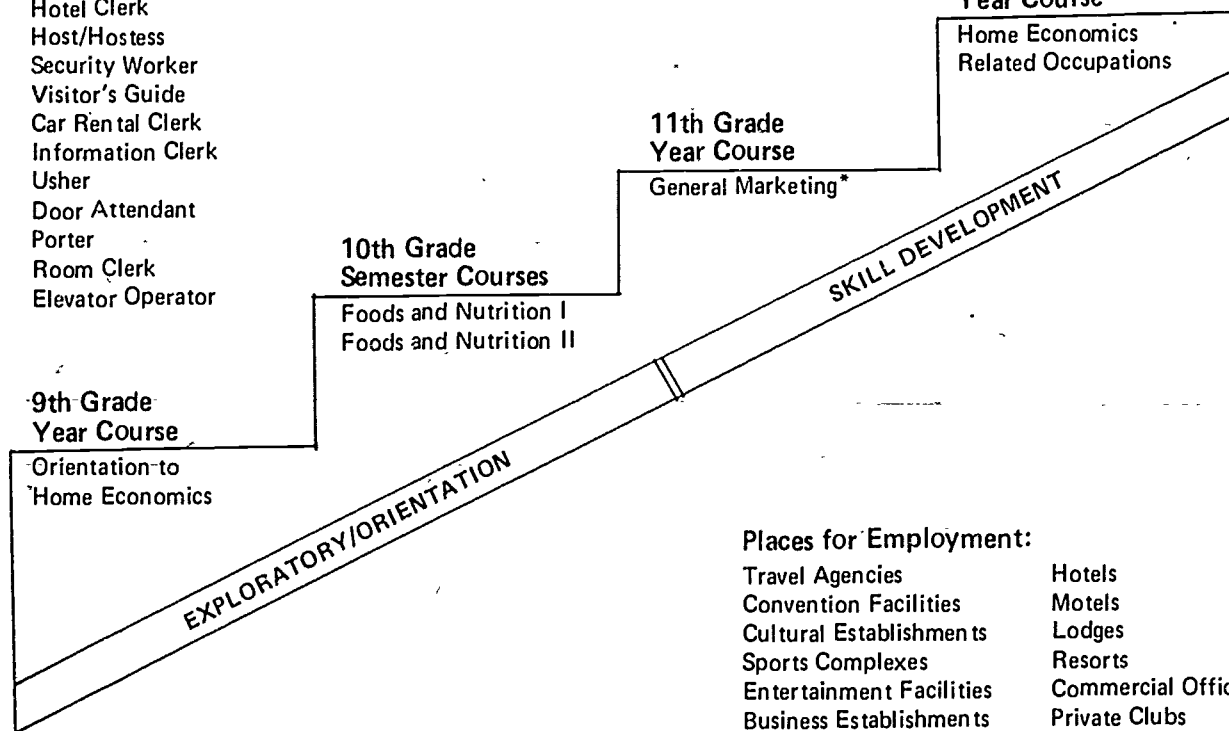 Hotel Clerk
Host/Hostess
Security Worker
Visitor's Guide
Car Rental Clerk
Information Clerk
Usher
Door Attendant
Porter
Room Clerk
Elevator Operator
9th Grade
Year Course
Orientation to
Home Economics
10th Grade
Semester Courses
Foods and Nutrition I
Foods and Nutrition II
11th Grade
Year Course
General Marketing*
Year Course
Home Economics
Related Occupations
EXPLORATORY/ORIENTATION
SKILL DEVELOPMENT
Places for Employment:
Travel Agencies
Convention Facilities
Cultural Establishments
Sports Complexes
Entertainment Facilities
Business Establishments
Hotels
Motels
Lodges
Resorts
Commercial Offic
Private Clubs